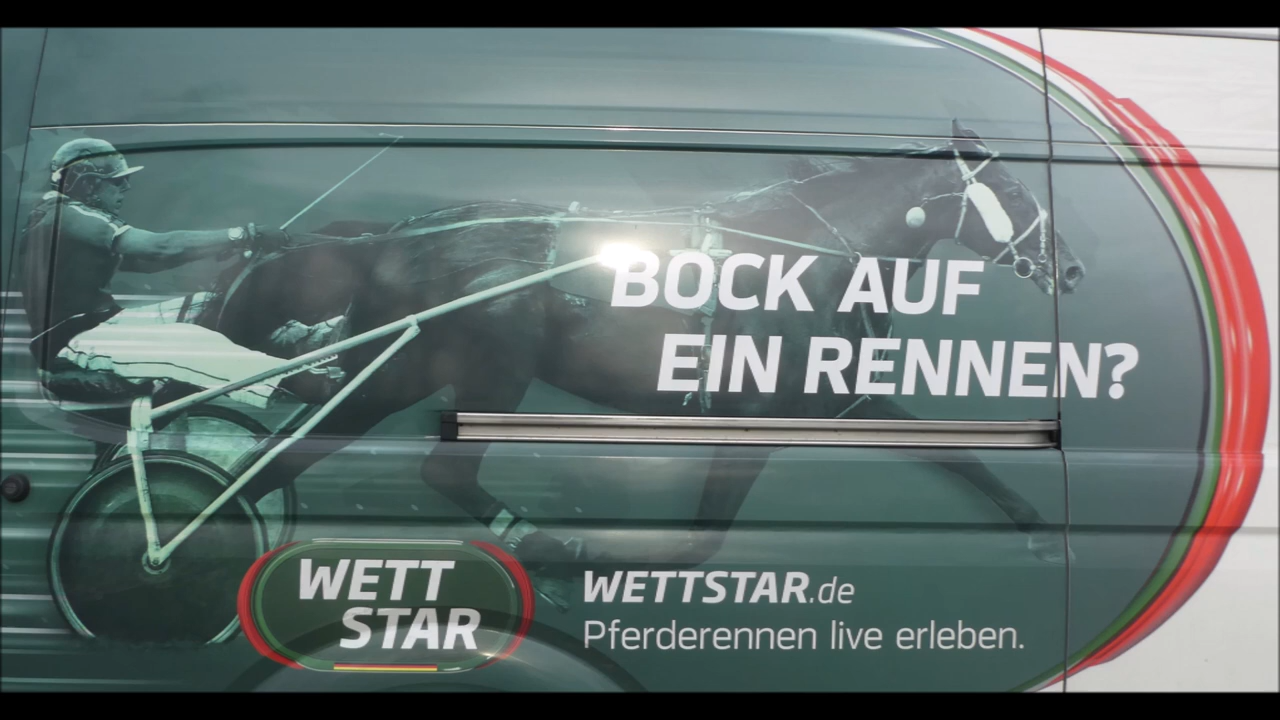 BOCK AUF
EIN RENNEN?
WETT
STAR
WETTSTAR.de
Pferderennen live erleben.